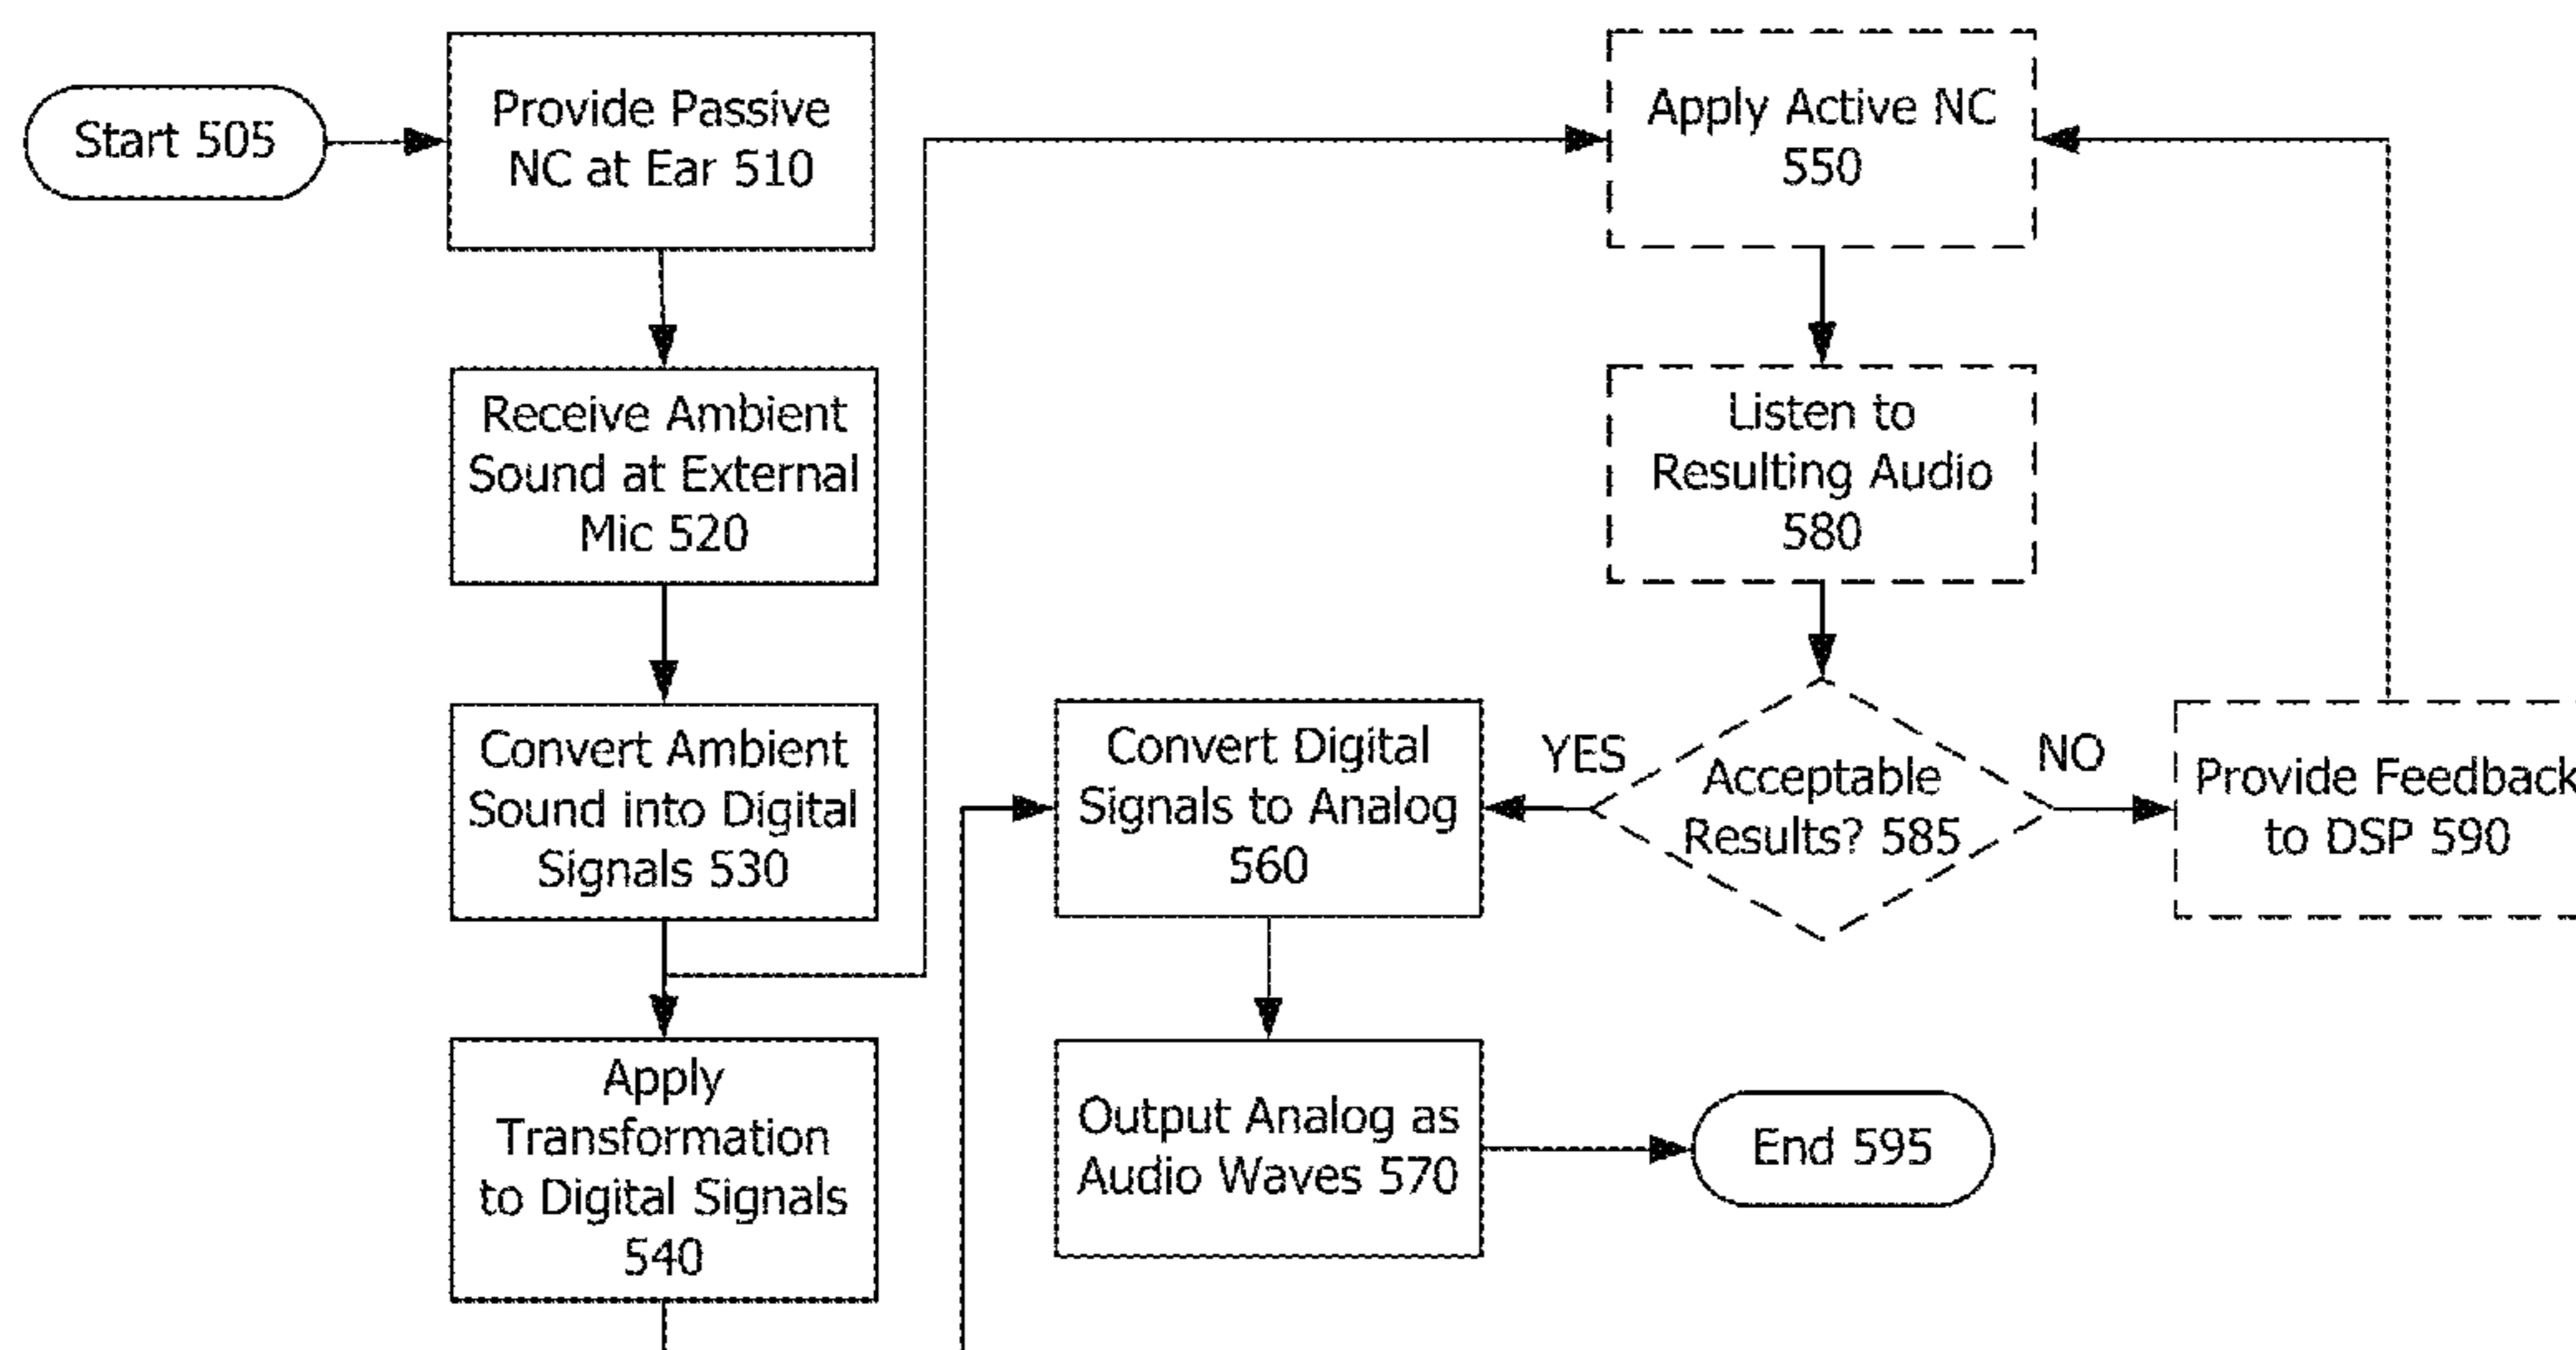 Start 505
Provide Passive
NC at Ear 510
Receive Ambient
Sound at External
Mic 520
Convert Ambient
Sound into Digital
Signals 530
Apply
Transformation
to Digital Signals
540
Apply Active NC
550
Listen to
Resulting Audio
580
Acceptable
Results? 585
YES
NO
Provide Feedback
to DSP 590
Convert Digital
Signals to Analog
560
Output Analog as
Audio Waves 570
End 595